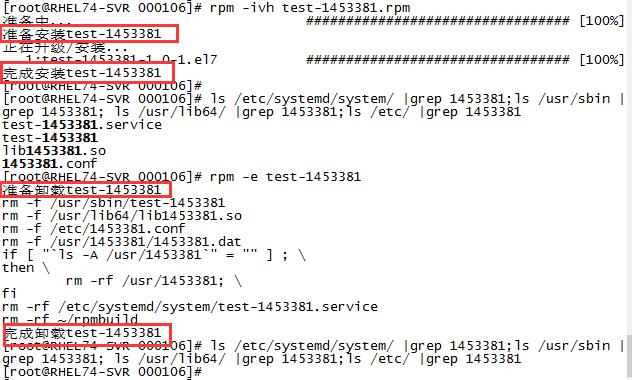 [root@RHEL74-SVR 000106]# rpm -ivh test-1453381.rpm
准备中... ################################# [100%]
准备安装test-1453381
正在升级/安装...
1:test-1453381-1.0-1.el7 ################################# [100%]
完成安装test-1453381
[root@RHEL74-SVR 000106]#
[root@RHEL74-SVR 000106]# ls /etc/systemd/system/ |grep 1453381;ls /usr/sbin |
grep 1453381; ls /usr/lib64/ |grep 1453381;ls /etc/ |grep 1453381
test-1453381.service
test-1453381
lib1453381.so
1453381.conf
[root@RHEL74-SVR 000106]# rpm -e test-1453381
准备卸载test-1453381
rm -f /usr/sbin/test-1453381
rm -f /usr/lib64/lib1453381.so
rm -f /etc/1453381.conf
rm -f /usr/1453381/1453381.dat
if [ "`ls -A /usr/1453381`" = "" ] ; \
then \
rm -rf /usr/1453381; \
fi
rm -rf /etc/systemd/system/test-1453381.service
rm -rf ~/rpmbuild
完成卸载test-1453381
[root@RHEL74-SVR 000106]# ls /etc/systemd/system/ |grep 1453381;ls /usr/sbin |
grep 1453381; ls /usr/lib64/ |grep 1453381;ls /etc/ |grep 1453381
[root@RHEL74-SVR 000106]#